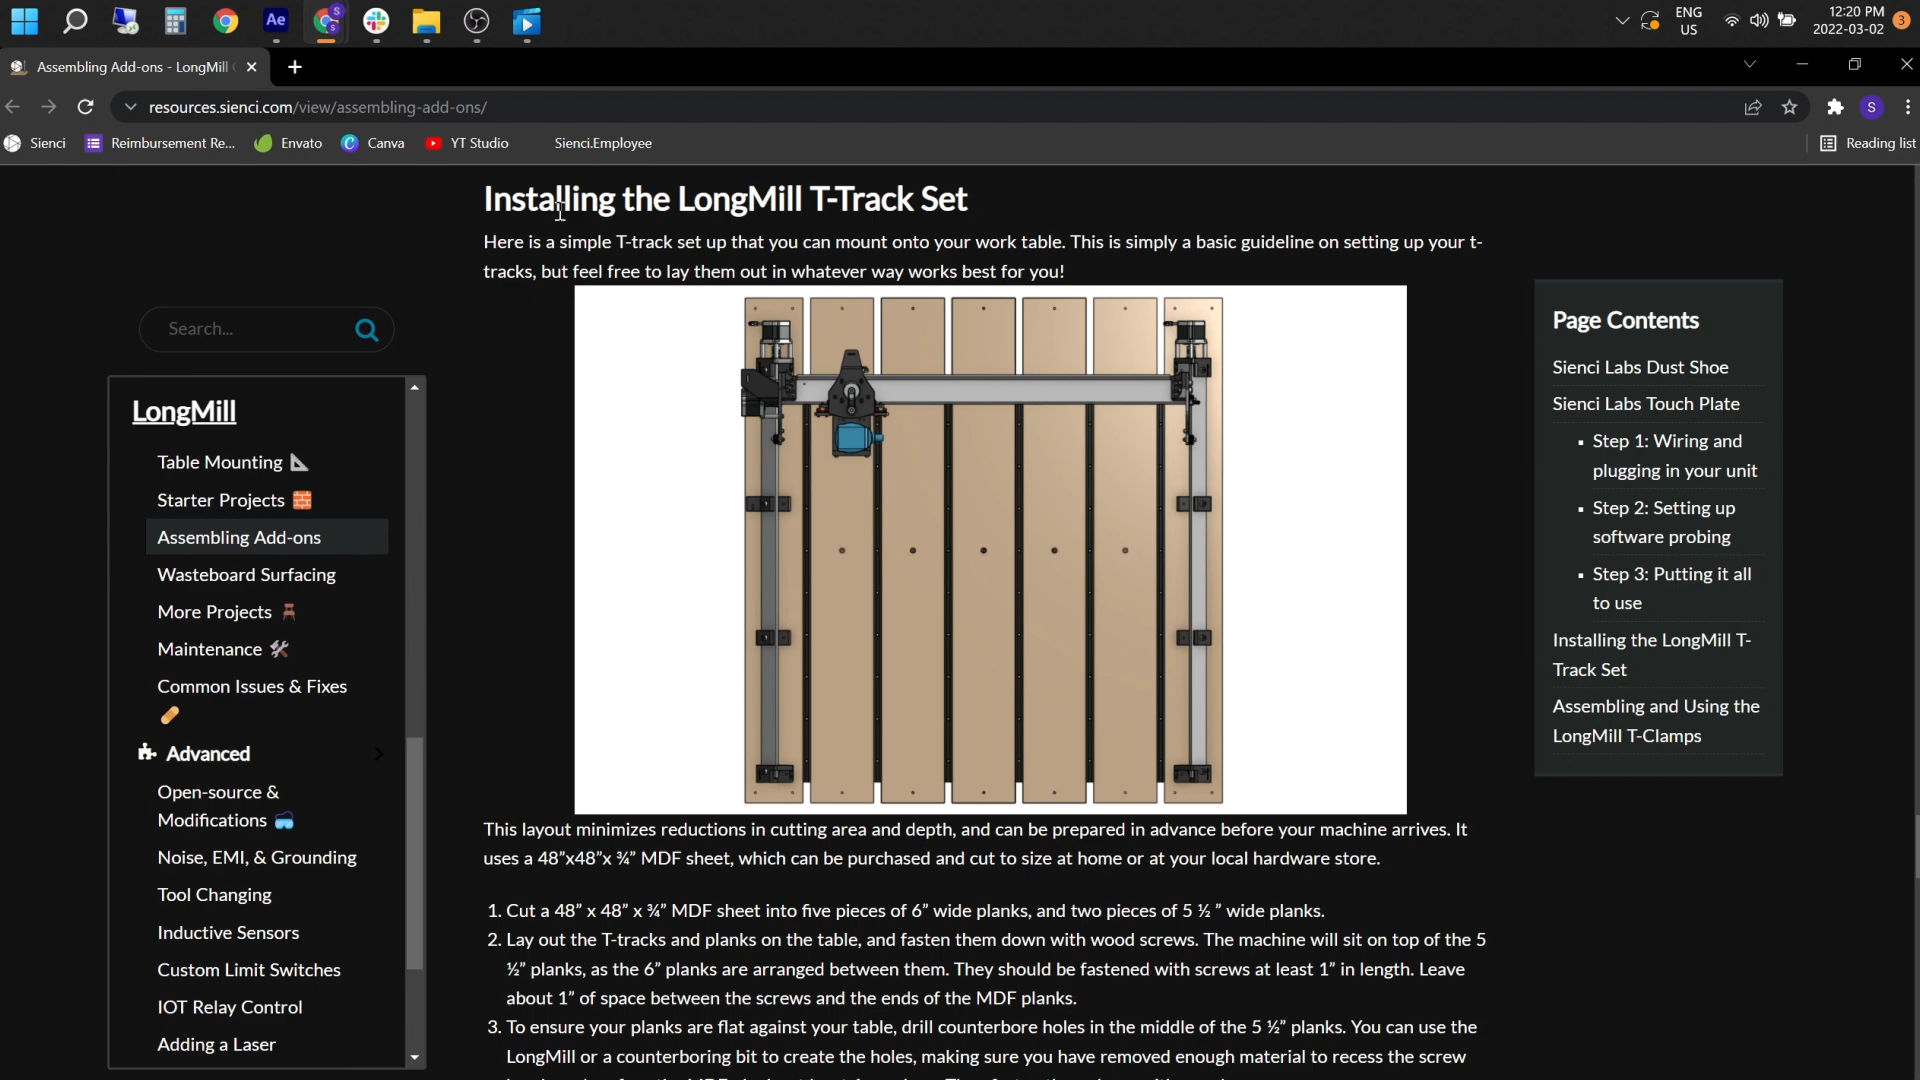 Ae
S
S
ENG
US
12:20 PM
2022-03-02
3
Assembling Add-ons - LongMill
resources.sienci.com/view/assembling-add-ons/
S
Sienci
Reimbursement Re...
Envato
Canva
YT Studio
Sienci.Employee
Reading list
Installing the LongMill T-Track Set
Here is a simple T-track set up that you can mount onto your work table. This is simply a basic guideline on setting up your t-
tracks, but feel free to lay them out in whatever way works best for you!
Search...
LongMill
Table Mounting
Starter Projects
Assembling Add-ons
Wasteboard Surfacing
More Projects
Maintenance
Common Issues & Fixes
Advanced
Open-source &
Modifications
Noise, EMI, & Grounding
Tool Changing
Inductive Sensors
Custom Limit Switches
IOT Relay Control
Adding a Laser
Page Contents
Sienci Labs Dust Shoe
Sienci Labs Touch Plate
Step 1: Wiring and
plugging in your unit
Step 2: Setting up
software probing
Step 3: Putting it all
to use
Installing the LongMill T-
Track Set
Assembling and Using the
LongMill T-Clamps
This layout minimizes reductions in cutting area and depth, and can be prepared in advance before your machine arrives. It
uses a 48”x48”x ¾” MDF sheet, which can be purchased and cut to size at home or at your local hardware store.
1. Cut a 48” x 48” x ¾” MDF sheet into five pieces of 6” wide planks, and two pieces of 5 ½ ” wide planks.
2. Lay out the T-tracks and planks on the table, and fasten them down with wood screws. The machine will sit on top of the 5
½” planks, as the 6” planks are arranged between them. They should be fastened with screws at least 1” in length. Leave
about 1” of space between the screws and the ends of the MDF planks.
3. To ensure your planks are flat against your table, drill counterbore holes in the middle of the 5 ½” planks. You can use the
LongMill or a counterboring bit to create the holes, making sure you have removed enough material to recess the screw